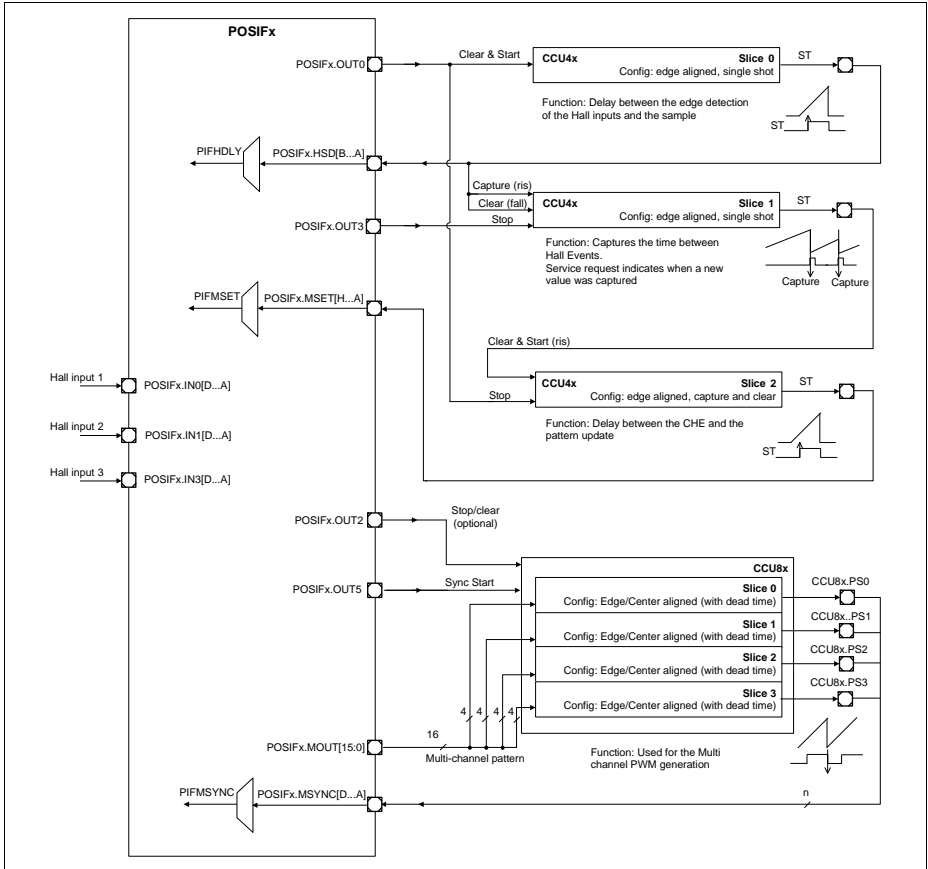 POSIFx
POSIFx.OUT0
Clear & Start
CCU4x
Slice 0
Config: edge aligned, single shot
ST
Function: Delay between the edge detection
of the Hall inputs and the sample
ST
PIFHDLY
POSIFx.HSD[B...A]
Capture (ris)
Clear (fall)
POSIFx.OUT3
Stop
CCU4x
Slice 1
Config: edge aligned, single shot
ST
Function: Captures the time between
Hall Events.
Service request indicates when a new
value was captured
Capture
Capture
PIFMSET
POSIFx.MSET[H...A]
Clear & Start (ris)
Stop
CCU4x
Slice 2
Config: edge aligned, capture and clear
ST
Function: Delay between the CHE and the
pattern update
ST
Hall input 1
POSIFx.IN0[D...A]
Hall input 2
POSIFx.IN1[D...A]
Hall input 3
POSIFx.IN3[D...A]
POSIFx.OUT2
Stop/clear
(optional)
POSIFx.OUT5
Sync Start
CCU8x
Slice 0
Config: Edge/Center aligned (with dead time)
CCU8x.PS0
Slice 1
Config: Edge/Center aligned (with dead time)
CCU8x..PS1
Slice 2
Config: Edge/Center aligned (with dead time)
CCU8x.PS2
Slice 3
Config: Edge/Center aligned (with dead time)
CCU8x.PS3
4 4 4 4
POSIFx.MOUT[15:0]
16
Multi-channel pattern
Function: Used for the Multi
channel PWM generation
PIFMSYNC
POSIFx.MSYNC[D...A]
n